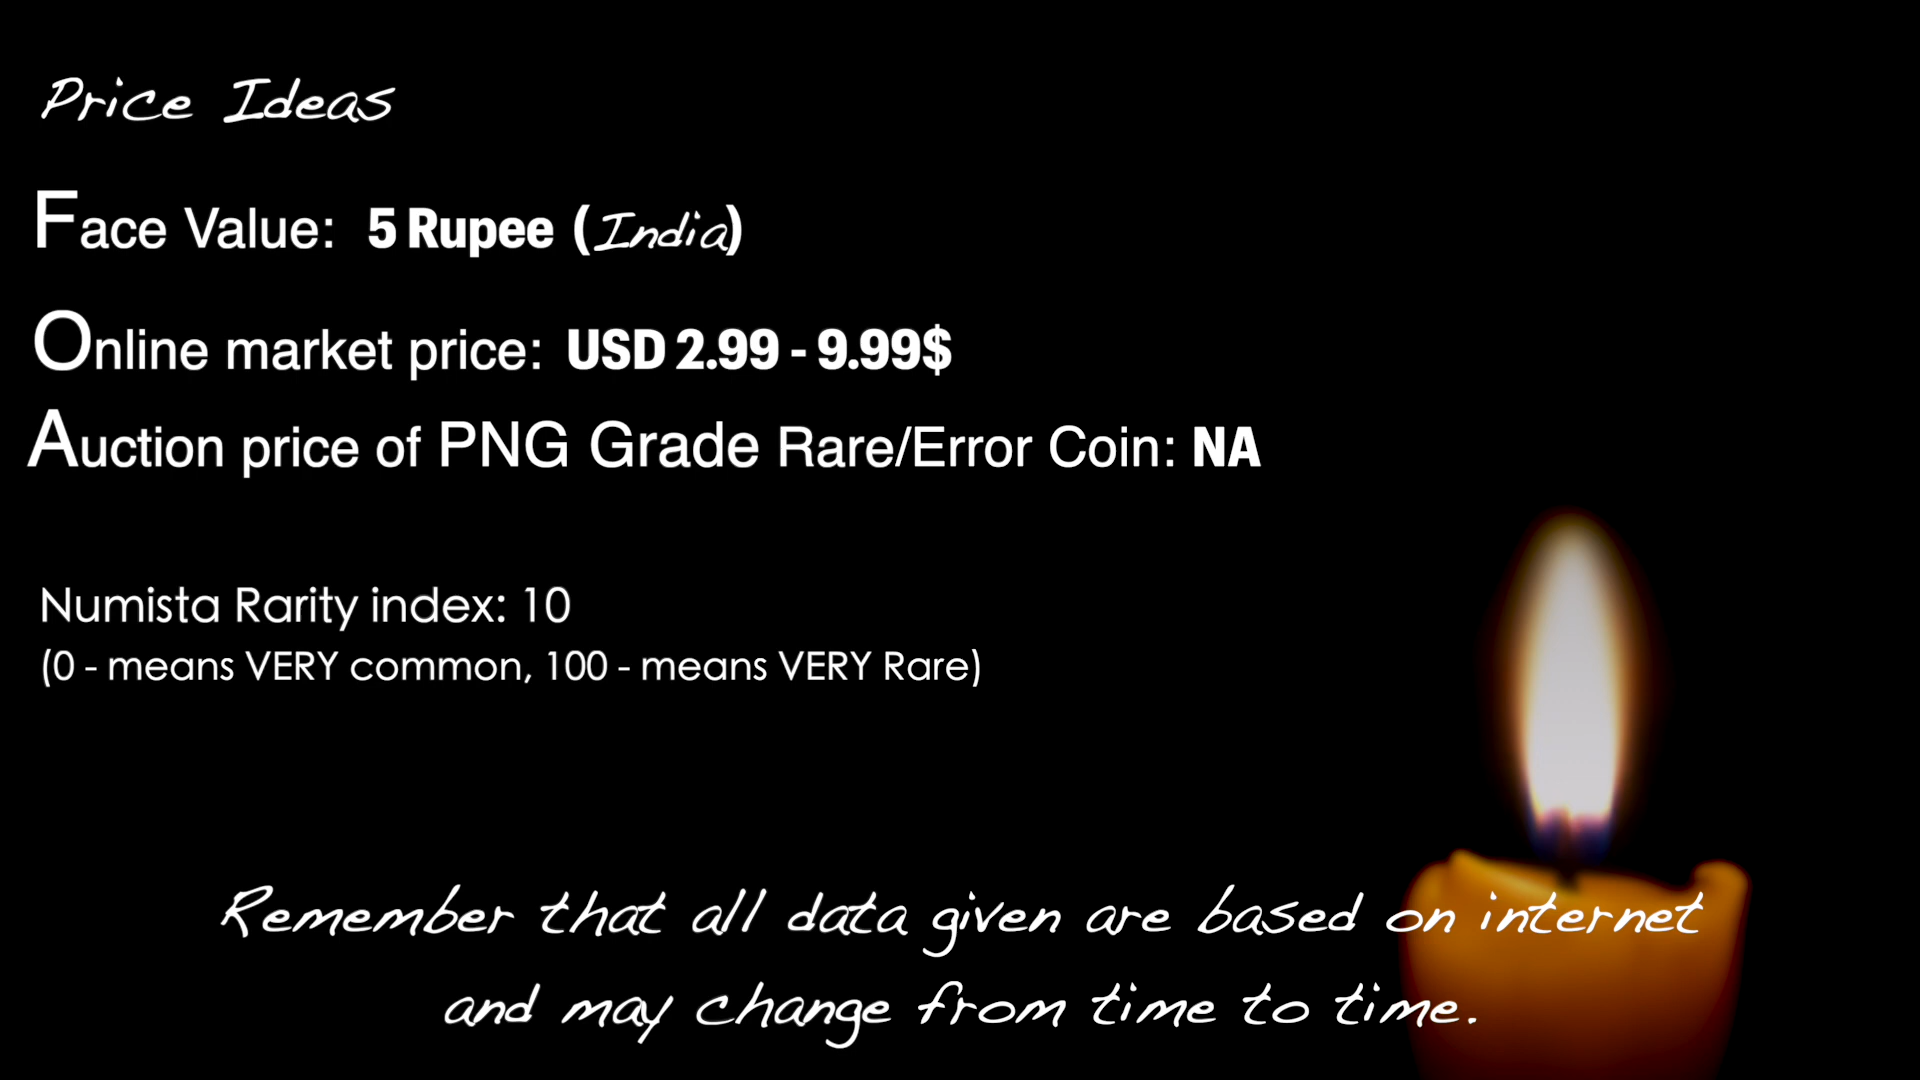 Price Ideas
Face Value: 5 Rupee (India)
Online market price: USD 2.99 - 9.99$
Auction price of PNG Grade Rare/Error Coin: NA
Numista Rarity index: 10
(0 - means VERY common, 100 - means VERY Rare)
Remember that all data given are based on internet
and may change from time to time.